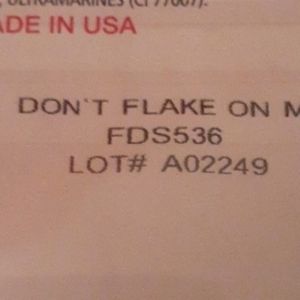 ULTRAMARINES (CI 77007).
ADE IN USA
DON`T FLAKE ON M
FDS536
LOT# A02249